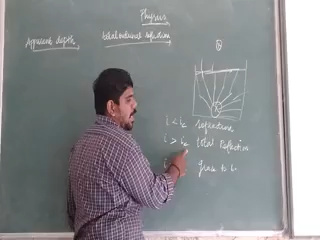 Physics
Apparent depth
total internal reflection
i < ic refraction
i > ic total reflection